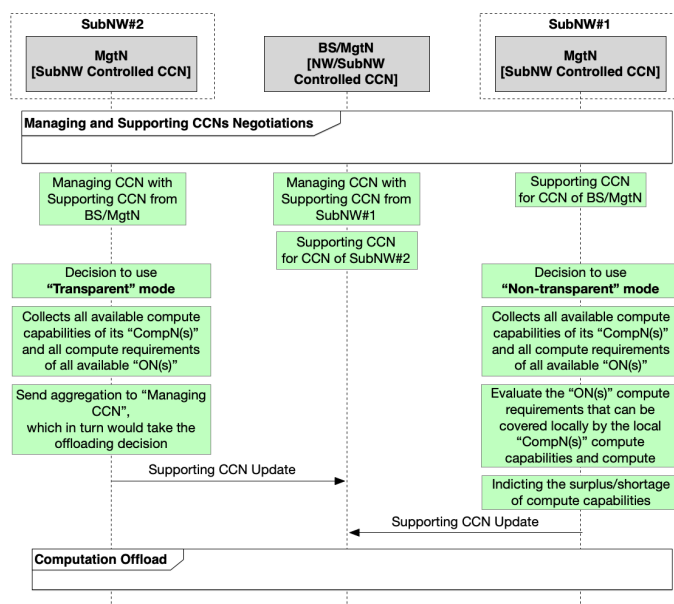 SubNW#2
SubNW#1
MgtN
[SubNW Controlled CCN]
BS/MgtN
[NW/SubNW
Controlled CCN]
MgtN
[SubNW Controlled CCN]
Managing and Supporting CCNs Negotiations
Managing CCN with
Supporting CCN from
BS/MgtN
Managing CCN with
Supporting CCN from
SubNW#1
Supporting CCN
for CCN of BS/MgtN
Supporting CCN
for CCN of SubNW#2
Decision to use
“Transparent” mode
Decision to use
“Non-transparent” mode
Collects all available compute
capabilities of its “CompN(s)”
and all compute requirements
of all available “ON(s)”
Collects all available compute
capabilities of its “CompN(s)”
and all compute requirements
of all available “ON(s)”
Send aggregation to “Managing
CCN”,
which in turn would take the
offloading decision
Evaluate the “ON(s)” compute
requirements that can be
covered locally by the local
“CompN(s)” compute
capabilities and compute
Supporting CCN Update
Indicting the surplus/shortage
of compute capabilities
Supporting CCN Update
Computation Offload